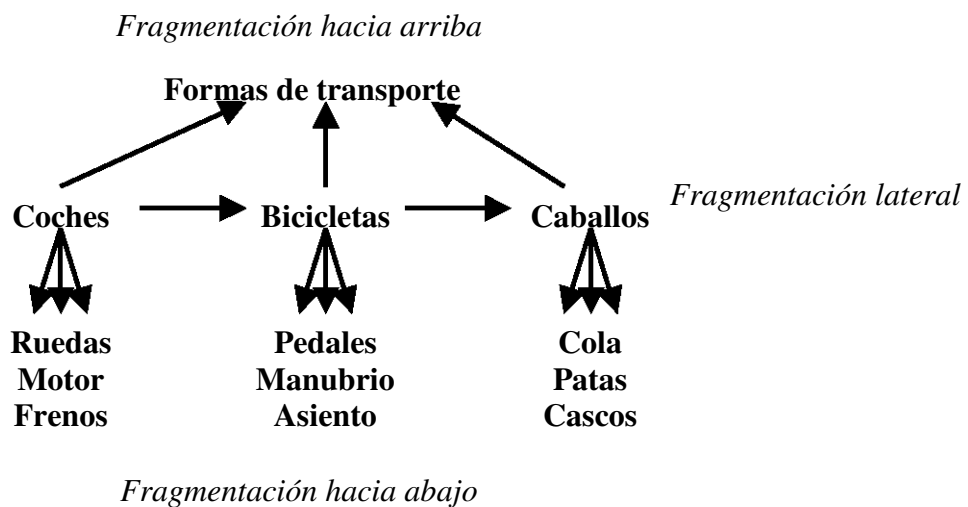 Fragmentación hacia arriba
Formas de transporte
Coches Bicicletas Caballos Fragmentación lateral
Ruedas Pedales Cola
Motor Manubrio Patas
Frenos Asiento Cascos
Fragmentación hacia abajo